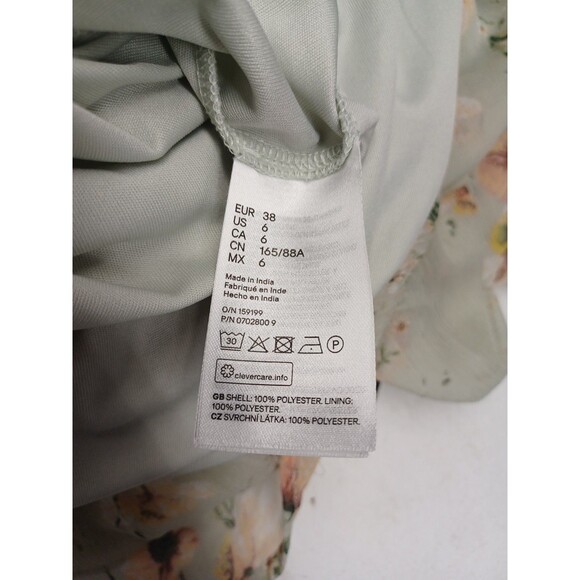 EUR 38
US 6
CA 6
CN 165/88A
MX 6
Made in India
Fabriqué en Inde
Hecho en India
O/N 159199
P/N 0702800 9
30 P
clevercare.info
GB SHELL: 100% POLYESTER. LINING:
100% POLYESTER.
CZ SVRCHNÍ LÁTKA: 100% POLYESTER.